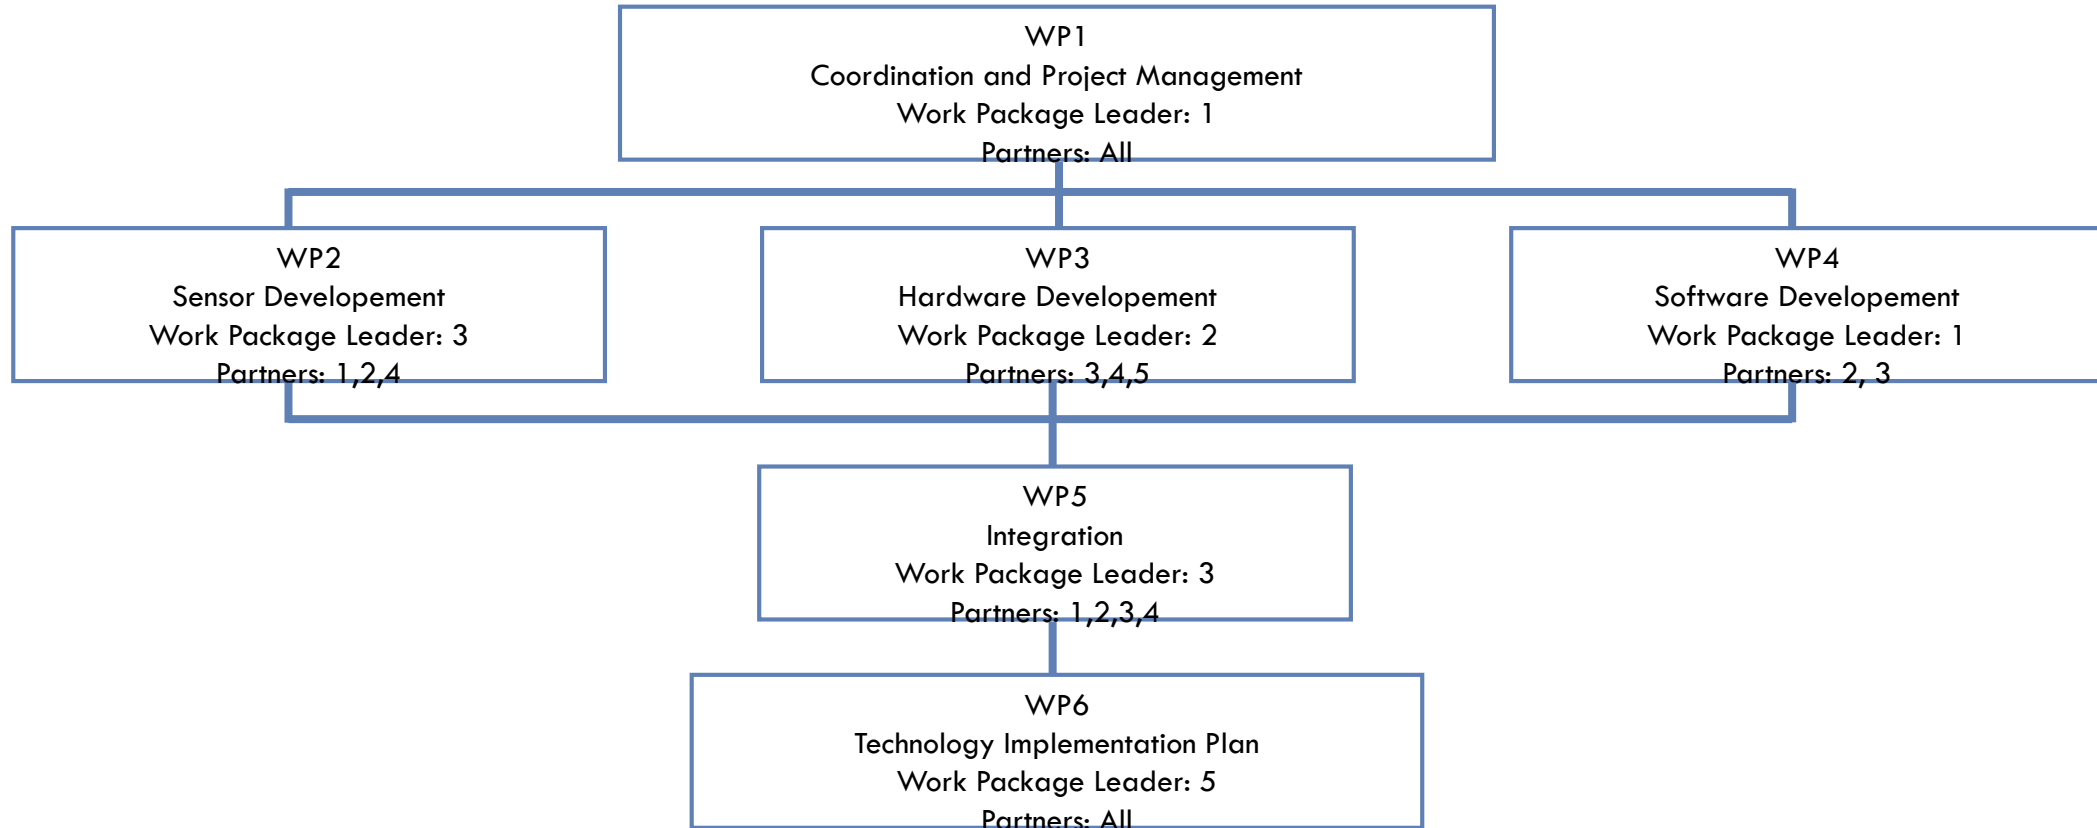 WP1
Coordination and Project Management
Work Package Leader: 1
Partners: All
WP2
Sensor Developement
Work Package Leader: 3
Partners: 1,2,4
WP3
Hardware Developement
Work Package Leader: 2
Partners: 3,4,5
WP4
Software Developement
Work Package Leader: 1
Partners: 2, 3
WP5
Integration
Work Package Leader: 3
Partners: 1,2,3,4
WP6
Technology Implementation Plan
Work Package Leader: 5
Partners: All